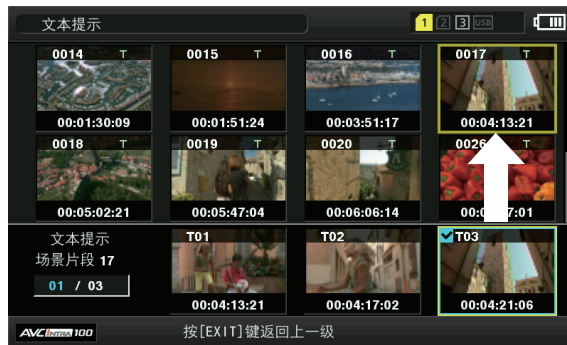 文本提示
1 2 3 USB
0014 T 0015 T 0016 T 0017 T
00:01:30:09 00:01:51:24 00:03:51:17 00:04:13:21
0018 T 0019 T 0020 T 0026
00:05:02:21 00:05:47:04 00:06:06:14 7:01
文本提示 T01 T02 T03
场景片段 17
01 / 03
00:04:13:21 00:04:17:02 00:04:21:06
AVC INTRA 100 按[EXIT]键返回上一级